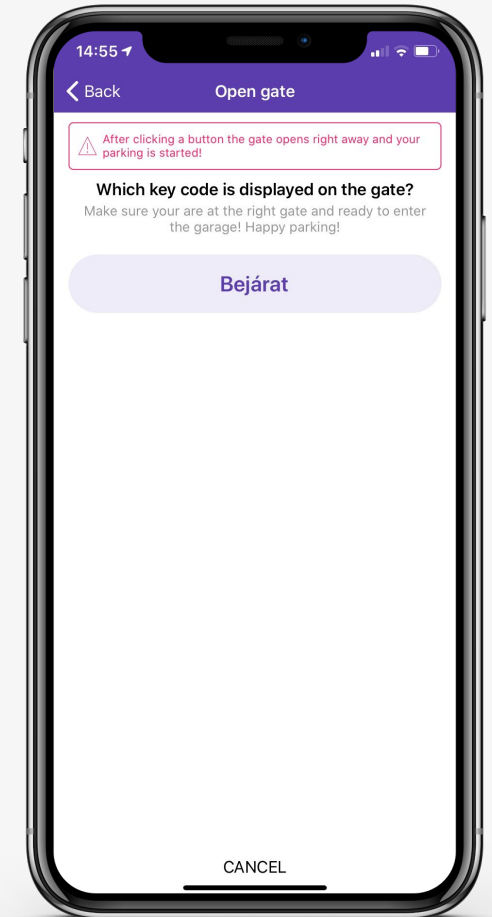 14:55
Back
Open gate
After clicking a button the gate opens right away and your
parking is started!
Which key code is displayed on the gate?
Make sure your are at the right gate and ready to enter
the garage! Happy parking!
Bejárat
CANCEL